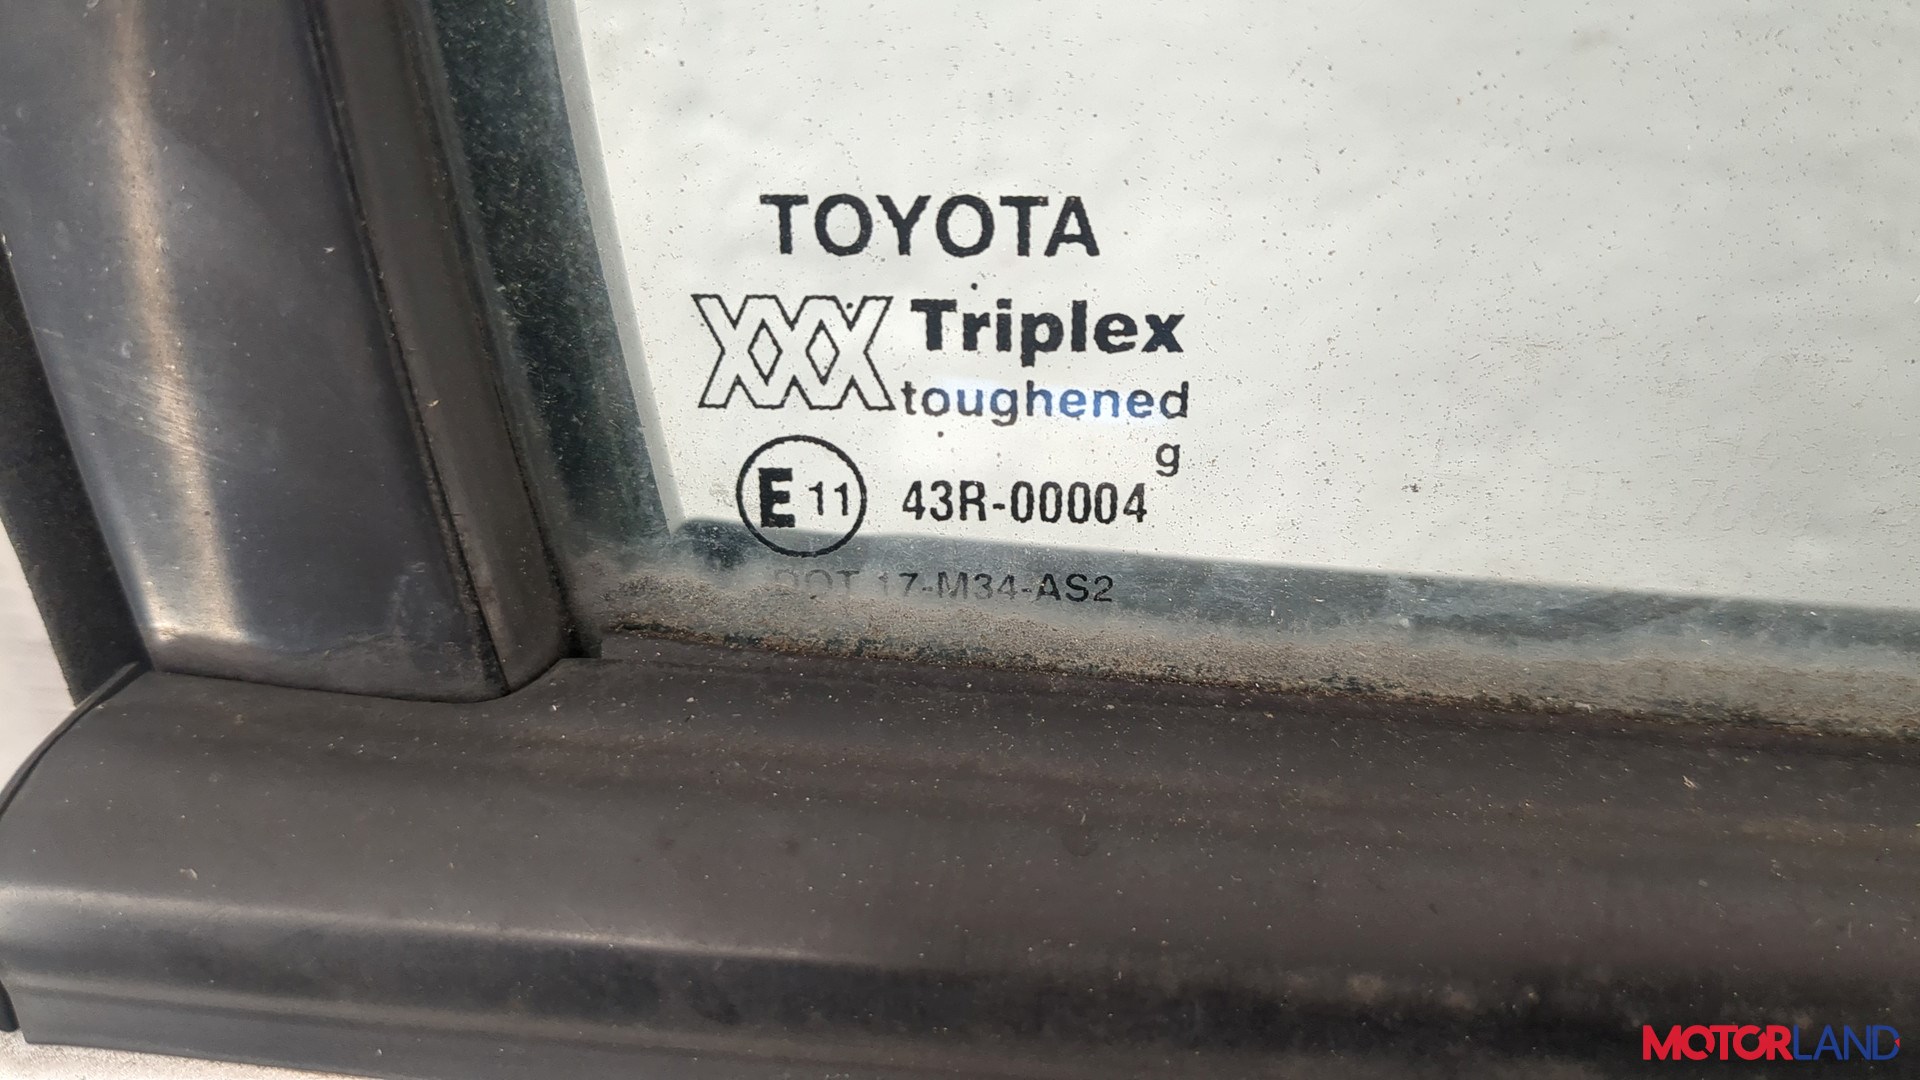 TOYOTA
Triplex
toughened
g
E 11 43R-00004
DOT 17-M34-AS2
MOTORLAND